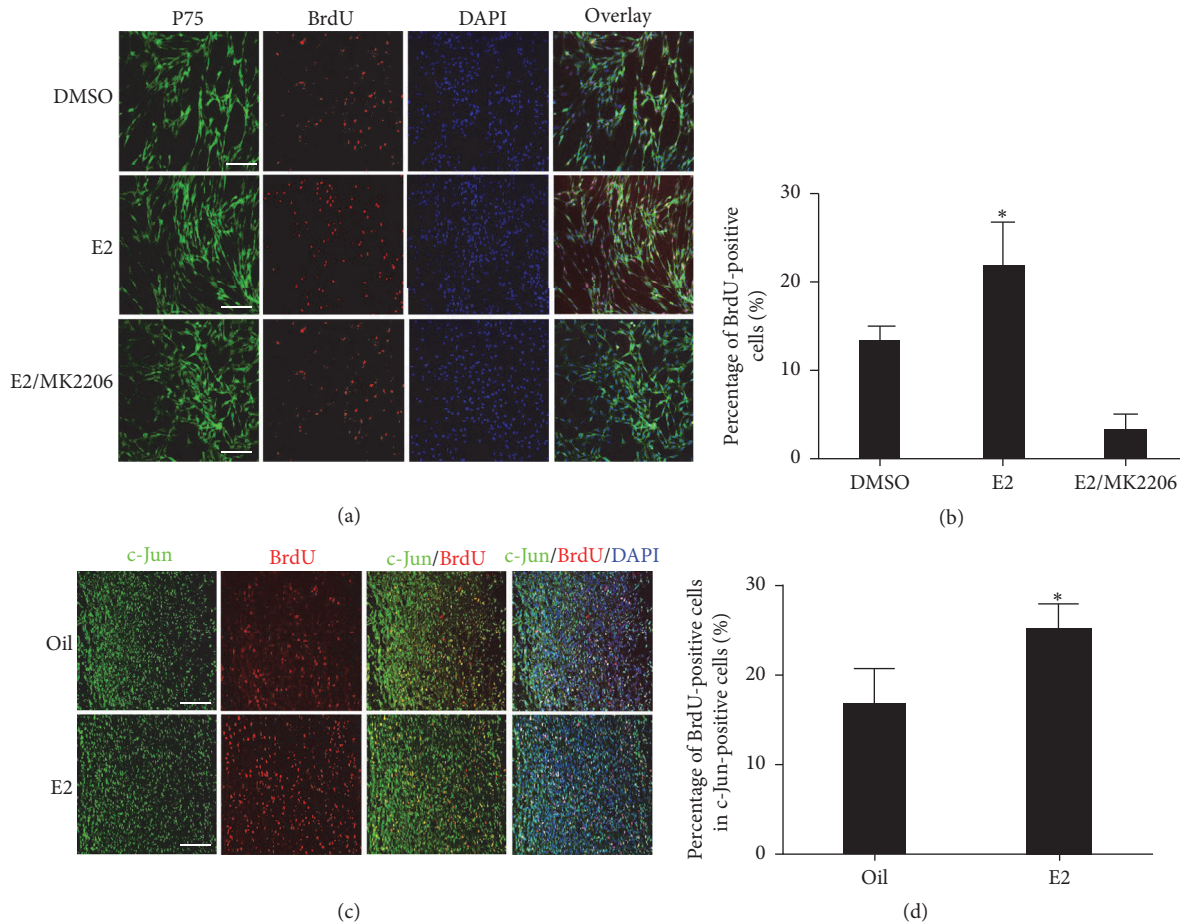 P75 BrdU DAPI Overlay
DMSO
E2
E2/MK2206
(a)
Percentage of BrdU-positive
cells (%)
30
20
10
0
*
DMSO E2 E2/MK2206
(b)
c-Jun BrdU c-Jun/BrdU c-Jun/BrdU/DAPI
Oil
E2
(c)
Percentage of BrdU-positive cells
in c-Jun-positive cells (%)
30
20
10
0
*
Oil E2
(d)